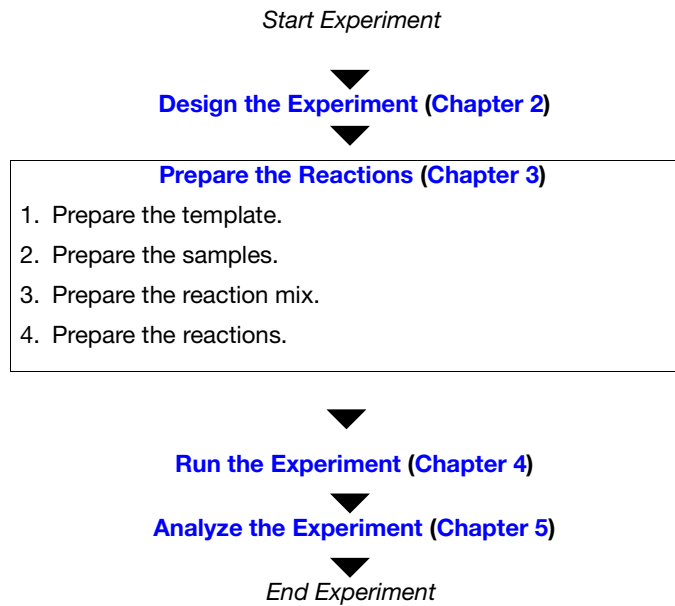 Start Experiment
Design the Experiment (Chapter 2)
Prepare the Reactions (Chapter 3)
1. Prepare the template.
2. Prepare the samples.
3. Prepare the reaction mix.
4. Prepare the reactions.
Run the Experiment (Chapter 4)
Analyze the Experiment (Chapter 5)
End Experiment